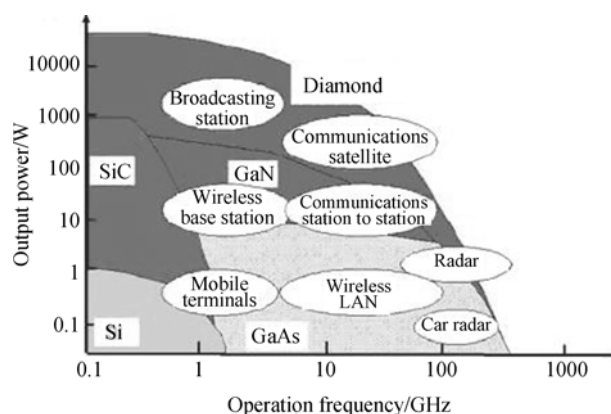 10000
1000
100
10
1
0.1
Output power/W
Diamond
Broadcasting
station
Communications
satellite
SiC
GaN
Wireless
base station
Communications
station to station
Radar
Mobile
terminals
Wireless
LAN
Car radar
Si
GaAs
0.1
1
10
100
1000
Operation frequency/GHz